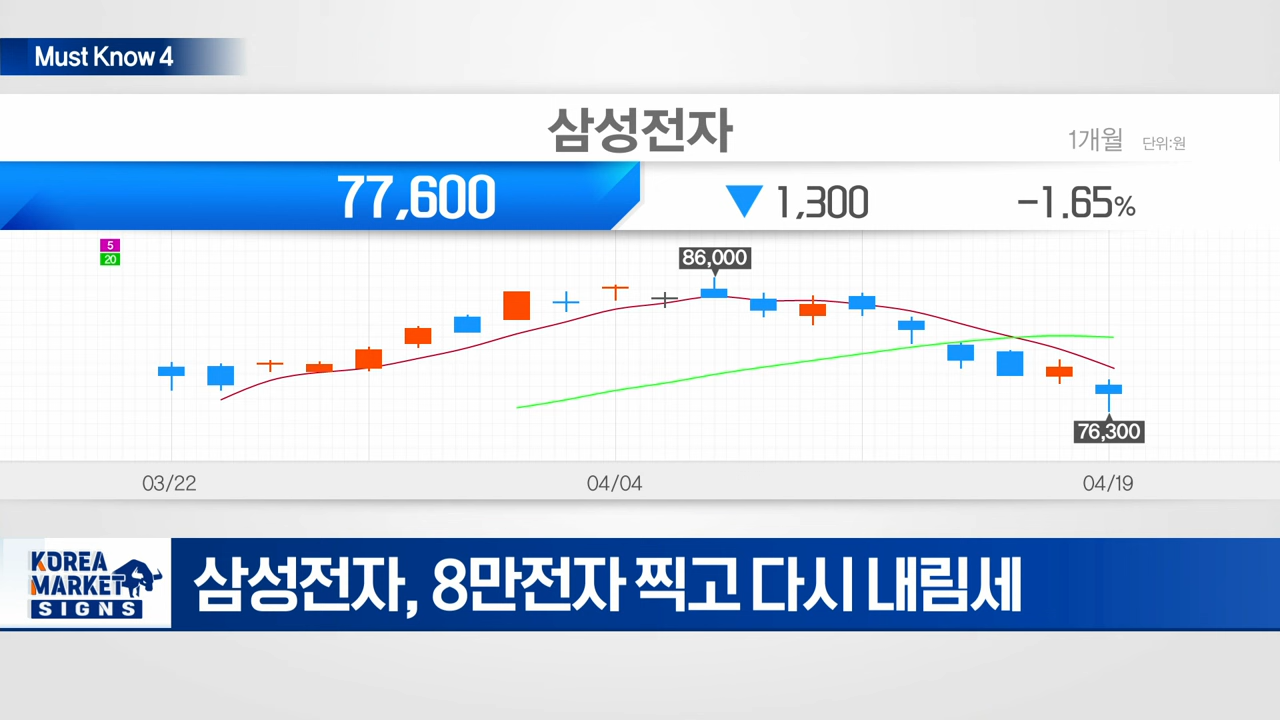 Must Know 4
삼성전자
1개월 단위:원
77,600 ▼ 1,300 -1.65%
5
20
86,000
76,300
03/22 04/04 04/19
KOREA
MARKET
SIGNS
삼성전자, 8만전자 찍고 다시 내림세